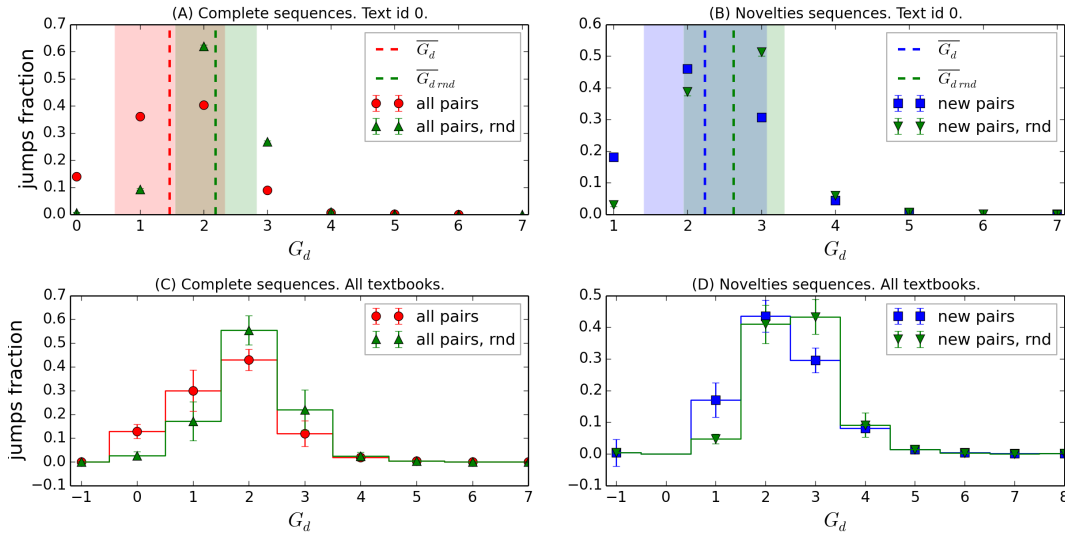 (A) Complete sequences. Text id 0.
jumps fraction
0.7
0.6
0.5
0.4
0.3
0.2
0.1
0.0
0 1 2 3 4 5 6 7
G_d
\overline{G_d}
\overline{G_{d\,rnd}}
all pairs
all pairs, rnd
(B) Novelties sequences. Text id 0.
0.6
0.5
0.4
0.3
0.2
0.1
0.0
1 2 3 4 5 6 7
G_d
\overline{G_d}
\overline{G_{d\,rnd}}
new pairs
new pairs, rnd
(C) Complete sequences. All textbooks.
jumps fraction
0.7
0.6
0.5
0.4
0.3
0.2
0.1
0.0
−0.1
−1 0 1 2 3 4 5 6 7
G_d
all pairs
all pairs, rnd
(D) Novelties sequences. All textbooks.
0.5
0.4
0.3
0.2
0.1
0.0
−0.1
−1 0 1 2 3 4 5 6 7 8
G_d
new pairs
new pairs, rnd